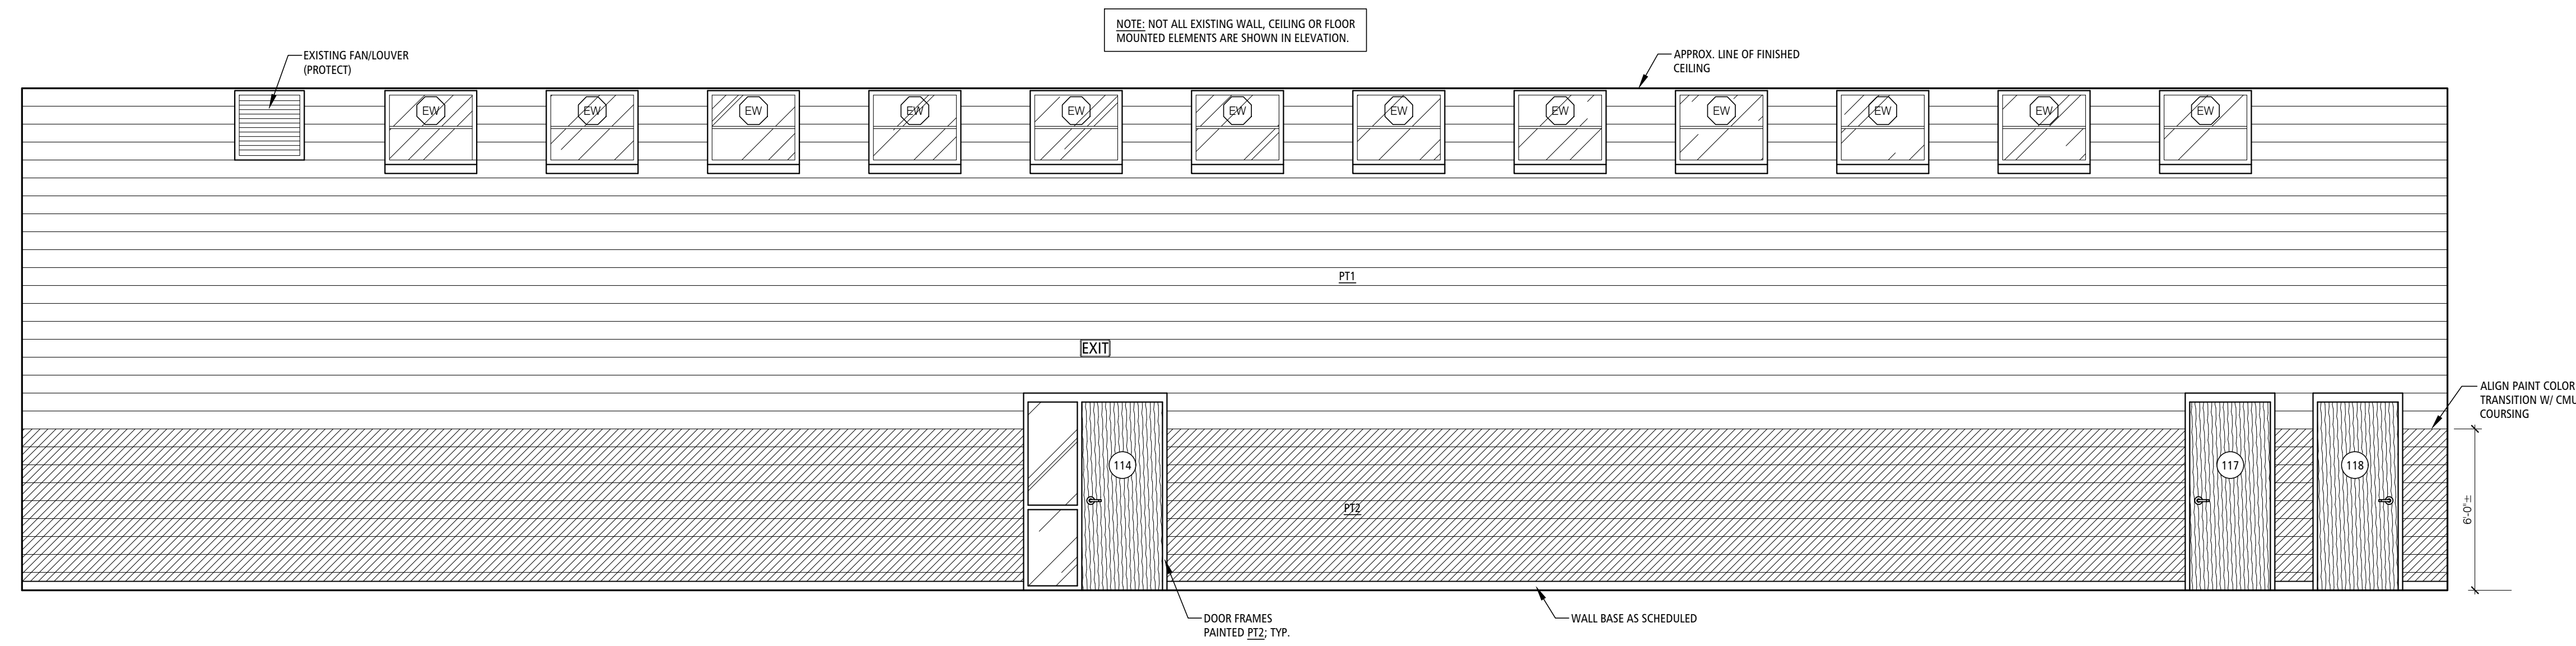 NOTE: NOT ALL EXISTING WALL, CEILING OR FLOOR
MOUNTED ELEMENTS ARE SHOWN IN ELEVATION.
EXISTING FAN/LOUVER
(PROTECT)
APPROX. LINE OF FINISHED
CEILING
EW
EW
EW
EW
EW
EW
EW
EW
EW
EW
EW
EW
PT1
EXIT
ALIGN PAINT COLOR
TRANSITION W/ CMU
COURSING
114
117
118
PT2
6'-0"±
DOOR FRAMES
PAINTED PT2; TYP.
WALL BASE AS SCHEDULED